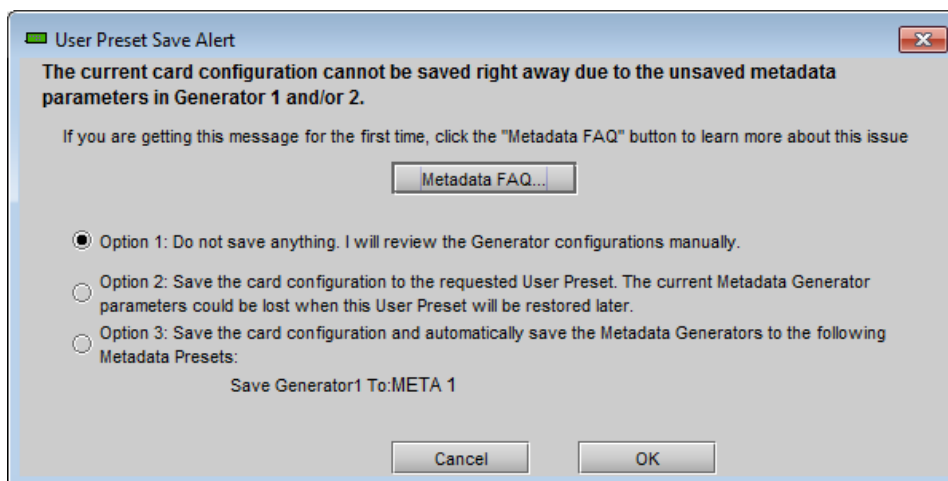 User Preset Save Alert
The current card configuration cannot be saved right away due to the unsaved metadata
parameters in Generator 1 and/or 2.
If you are getting this message for the first time, click the "Metadata FAQ" button to learn more about this issue
Metadata FAQ...
Option 1: Do not save anything. I will review the Generator configurations manually.
Option 2: Save the card configuration to the requested User Preset. The current Metadata Generator
parameters could be lost when this User Preset will be restored later.
Option 3: Save the card configuration and automatically save the Metadata Generators to the following
Metadata Presets:
Save Generator1 To:META 1
Cancel OK